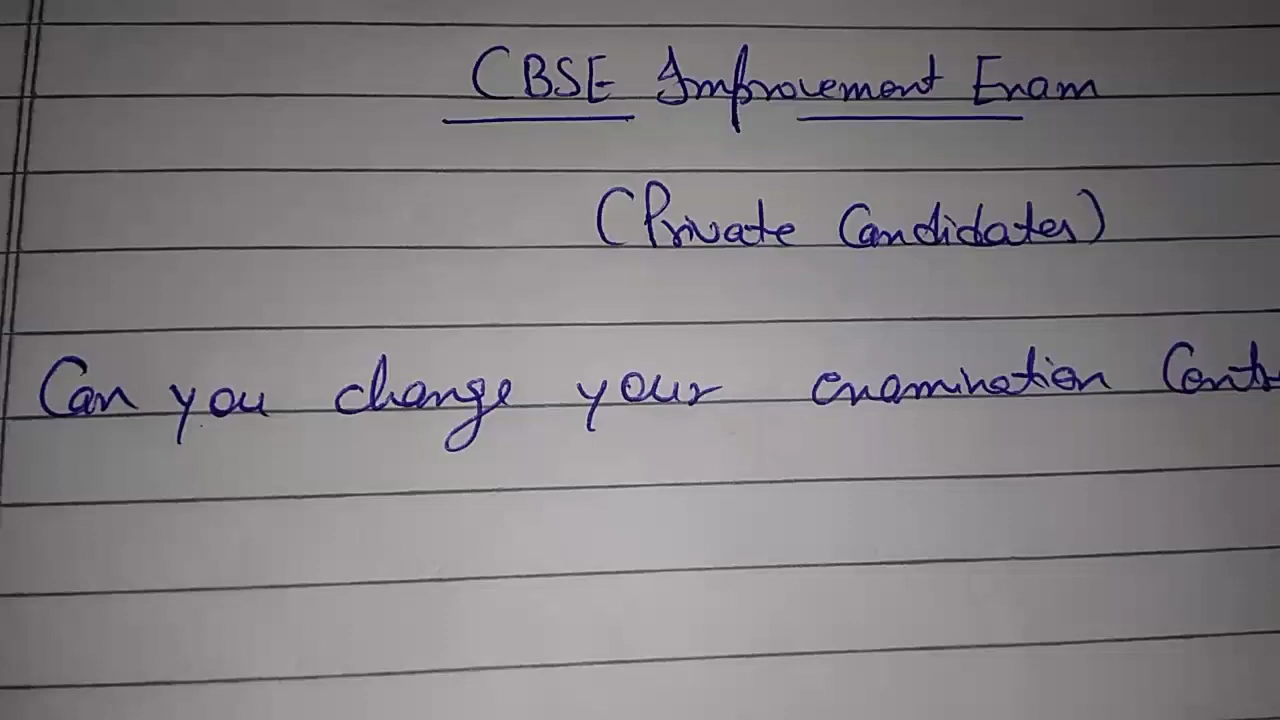 CBSE Improvement Exam
(Private Candidates)
Can you change your examination